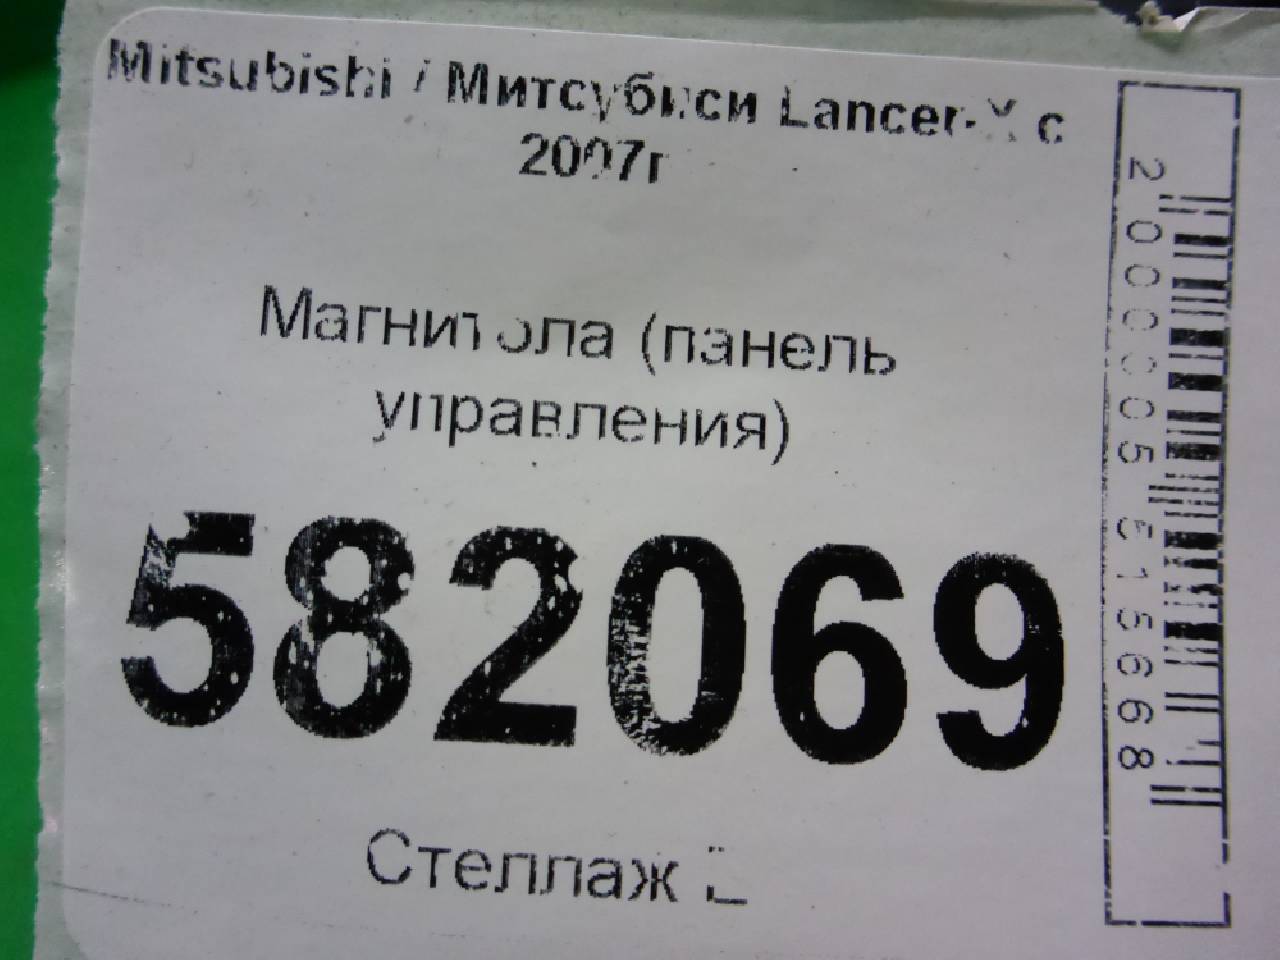 Mitsubishi / Митсубиси Lancer-X с
2007г
Магнитола (панель
управления)
582069
Стеллаж
2000005515668